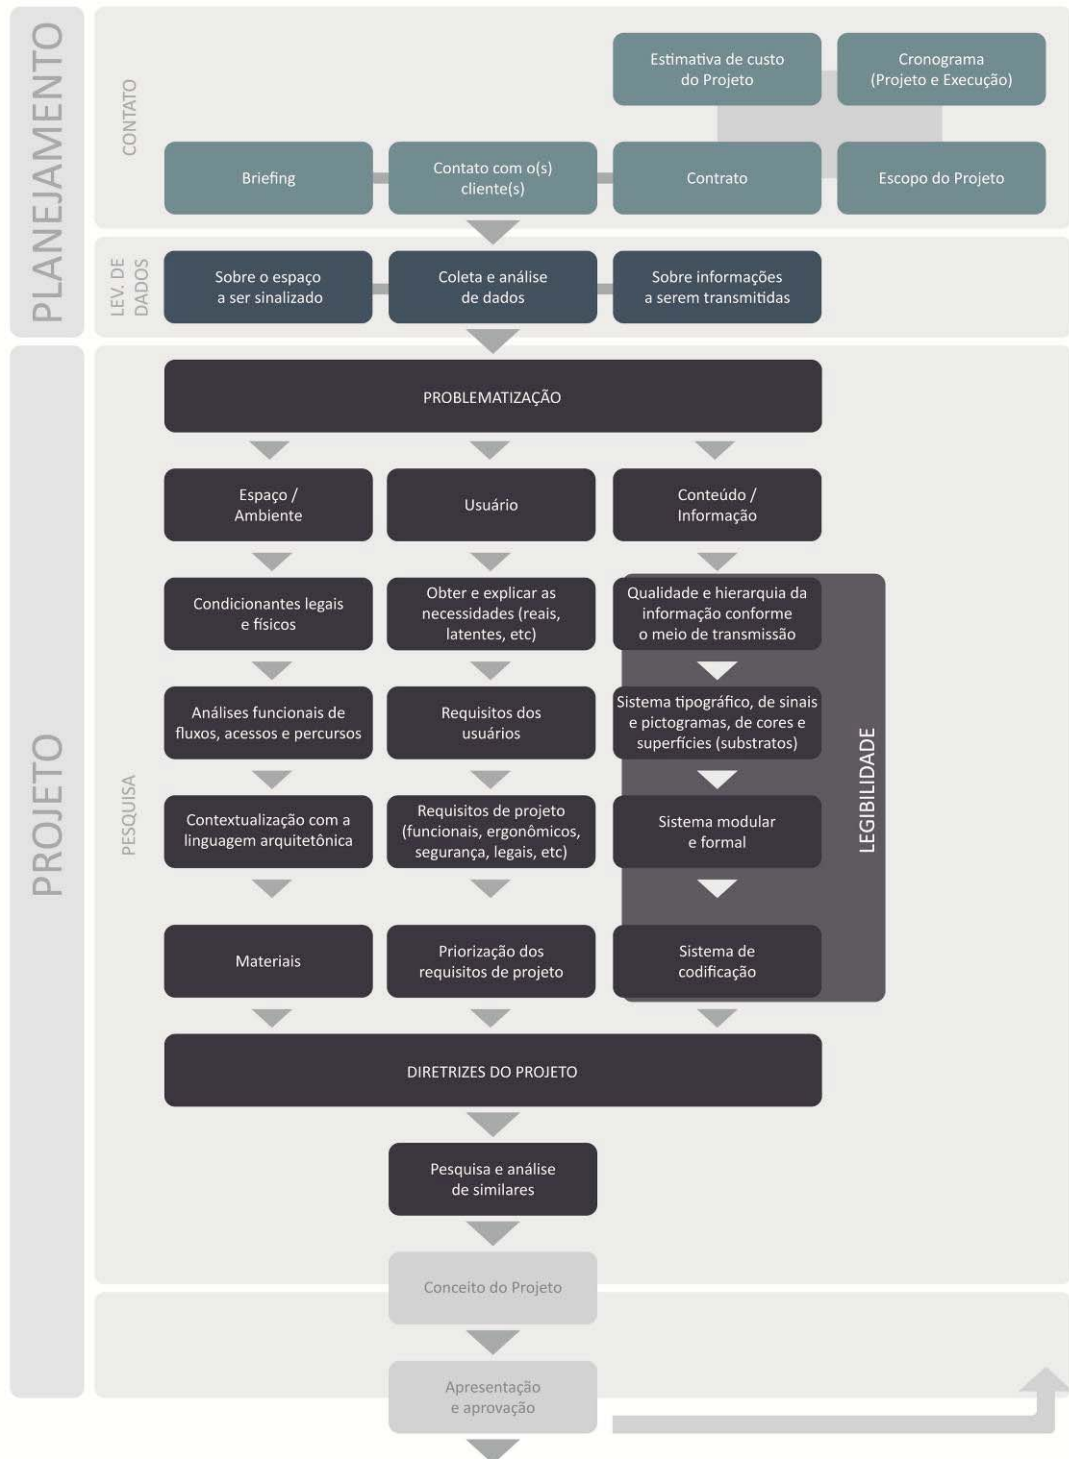 PLANEJAMENTO
CONTATO
Estimativa de custo
do Projeto
Cronograma
(Projeto e Execução)
Briefing
Contato com o(s)
cliente(s)
Contrato
Escopo do Projeto
LEV. DE
DADOS
Sobre o espaço
a ser sinalizado
Coleta e análise
de dados
Sobre informações
a serem transmitidas
PROJETO
PESQUISA
PROBLEMATIZAÇÃO
Espaço /
Ambiente
Usuário
Conteúdo /
Informação
Condicionantes legais
e físicos
Obter e explicar as
necessidades (reais,
latentes, etc)
Qualidade e hierarquia da
informação conforme
o meio de transmissão
Análises funcionais de
fluxos, acessos e percursos
Requisitos dos
usuários
Sistema tipográfico, de sinais
e pictogramas, de cores e
superfícies (substratos)
LEGIBILIDADE
Contextualização com a
linguagem arquitetônica
Requisitos de projeto
(funcionais, ergonômicos,
segurança, legais, etc)
Sistema modular
e formal
Materiais
Priorização dos
requisitos de projeto
Sistema de
codificação
DIRETRIZES DO PROJETO
Pesquisa e análise
de similares
Conceito do Projeto
Apresentação
e aprovação